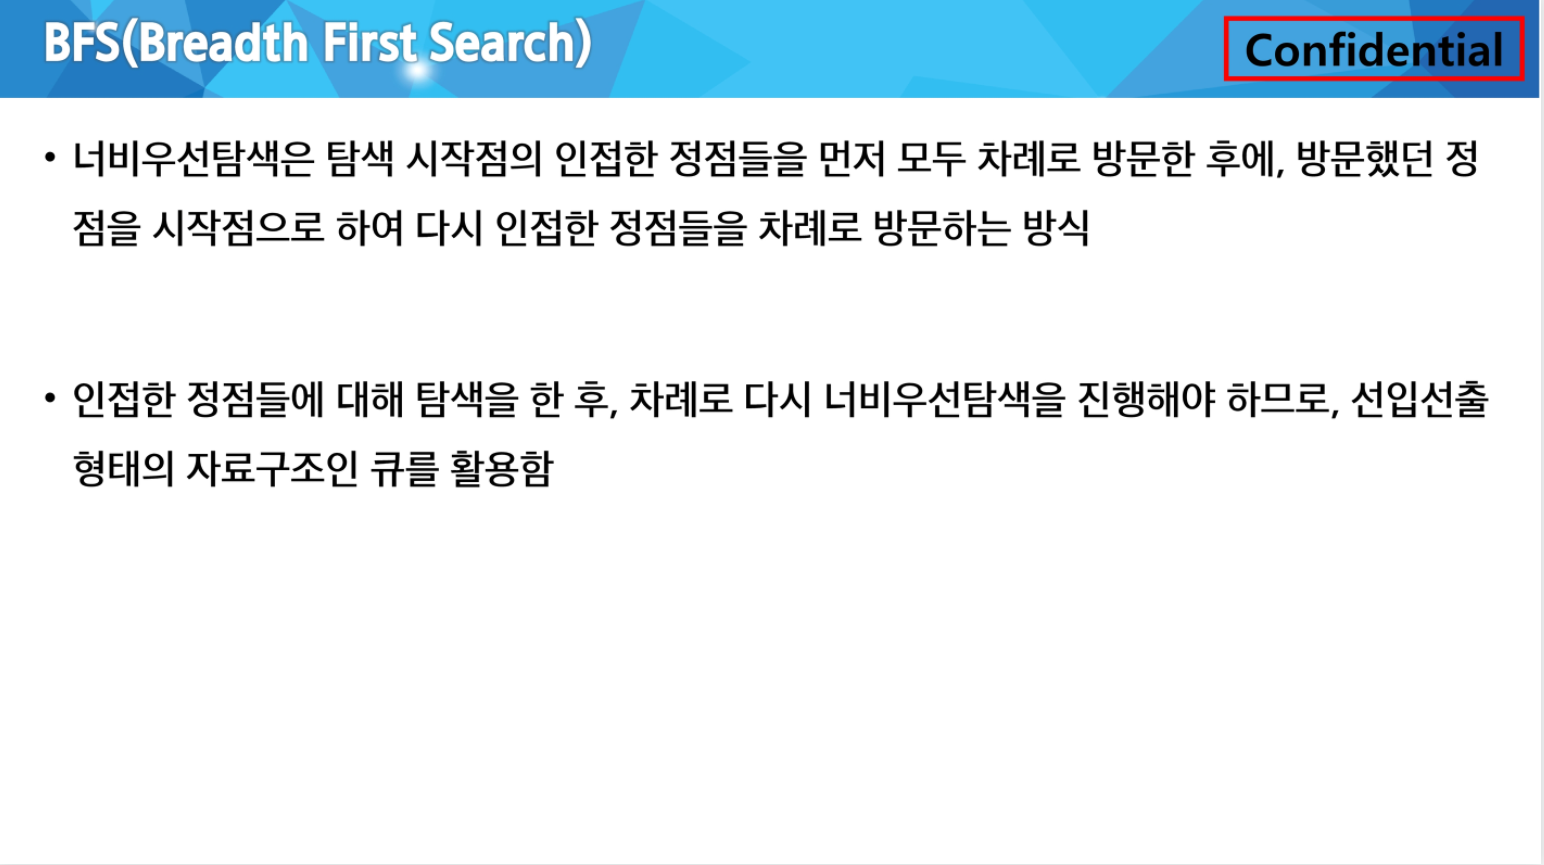 BFS(Breadth First Search)
Confidential
• 너비우선탐색은 탐색 시작점의 인접한 정점들을 먼저 모두 차례로 방문한 후에, 방문했던 정
점을 시작점으로 하여 다시 인접한 정점들을 차례로 방문하는 방식
• 인접한 정점들에 대해 탐색을 한 후, 차례로 다시 너비우선탐색을 진행해야 하므로, 선입선출
형태의 자료구조인 큐를 활용함